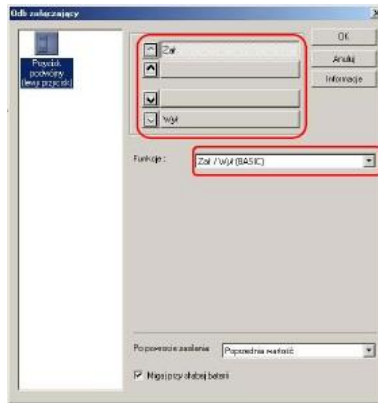 Odb załączający
Przycisk
podwójny
(lewy przycisk)
Zał
Wył
OK
Anuluj
Informacje
Funkcje :
Zał / Wył (BASIC)
Po powrocie zasilania
Poprzednia wartość
Migaj przy słabej baterii